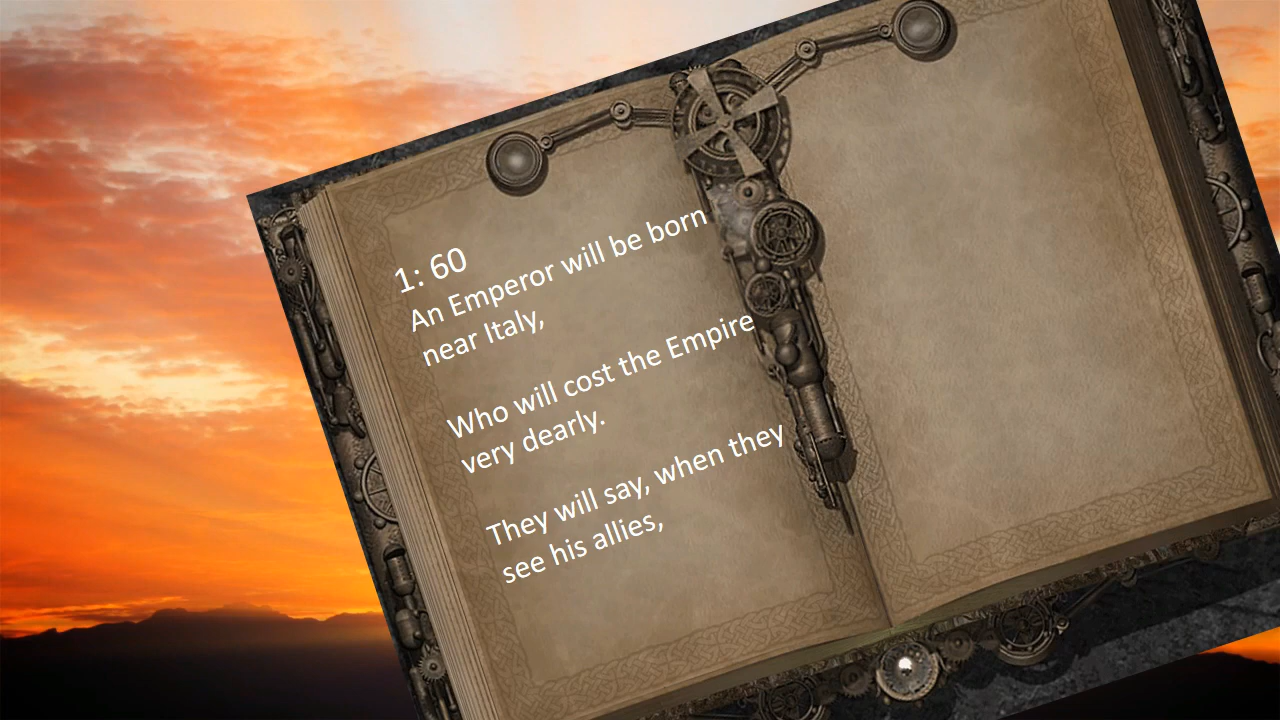 1: 60
An Emperor will be born
near Italy,
Who will cost the Empire
very dearly.
They will say, when they
see his allies,